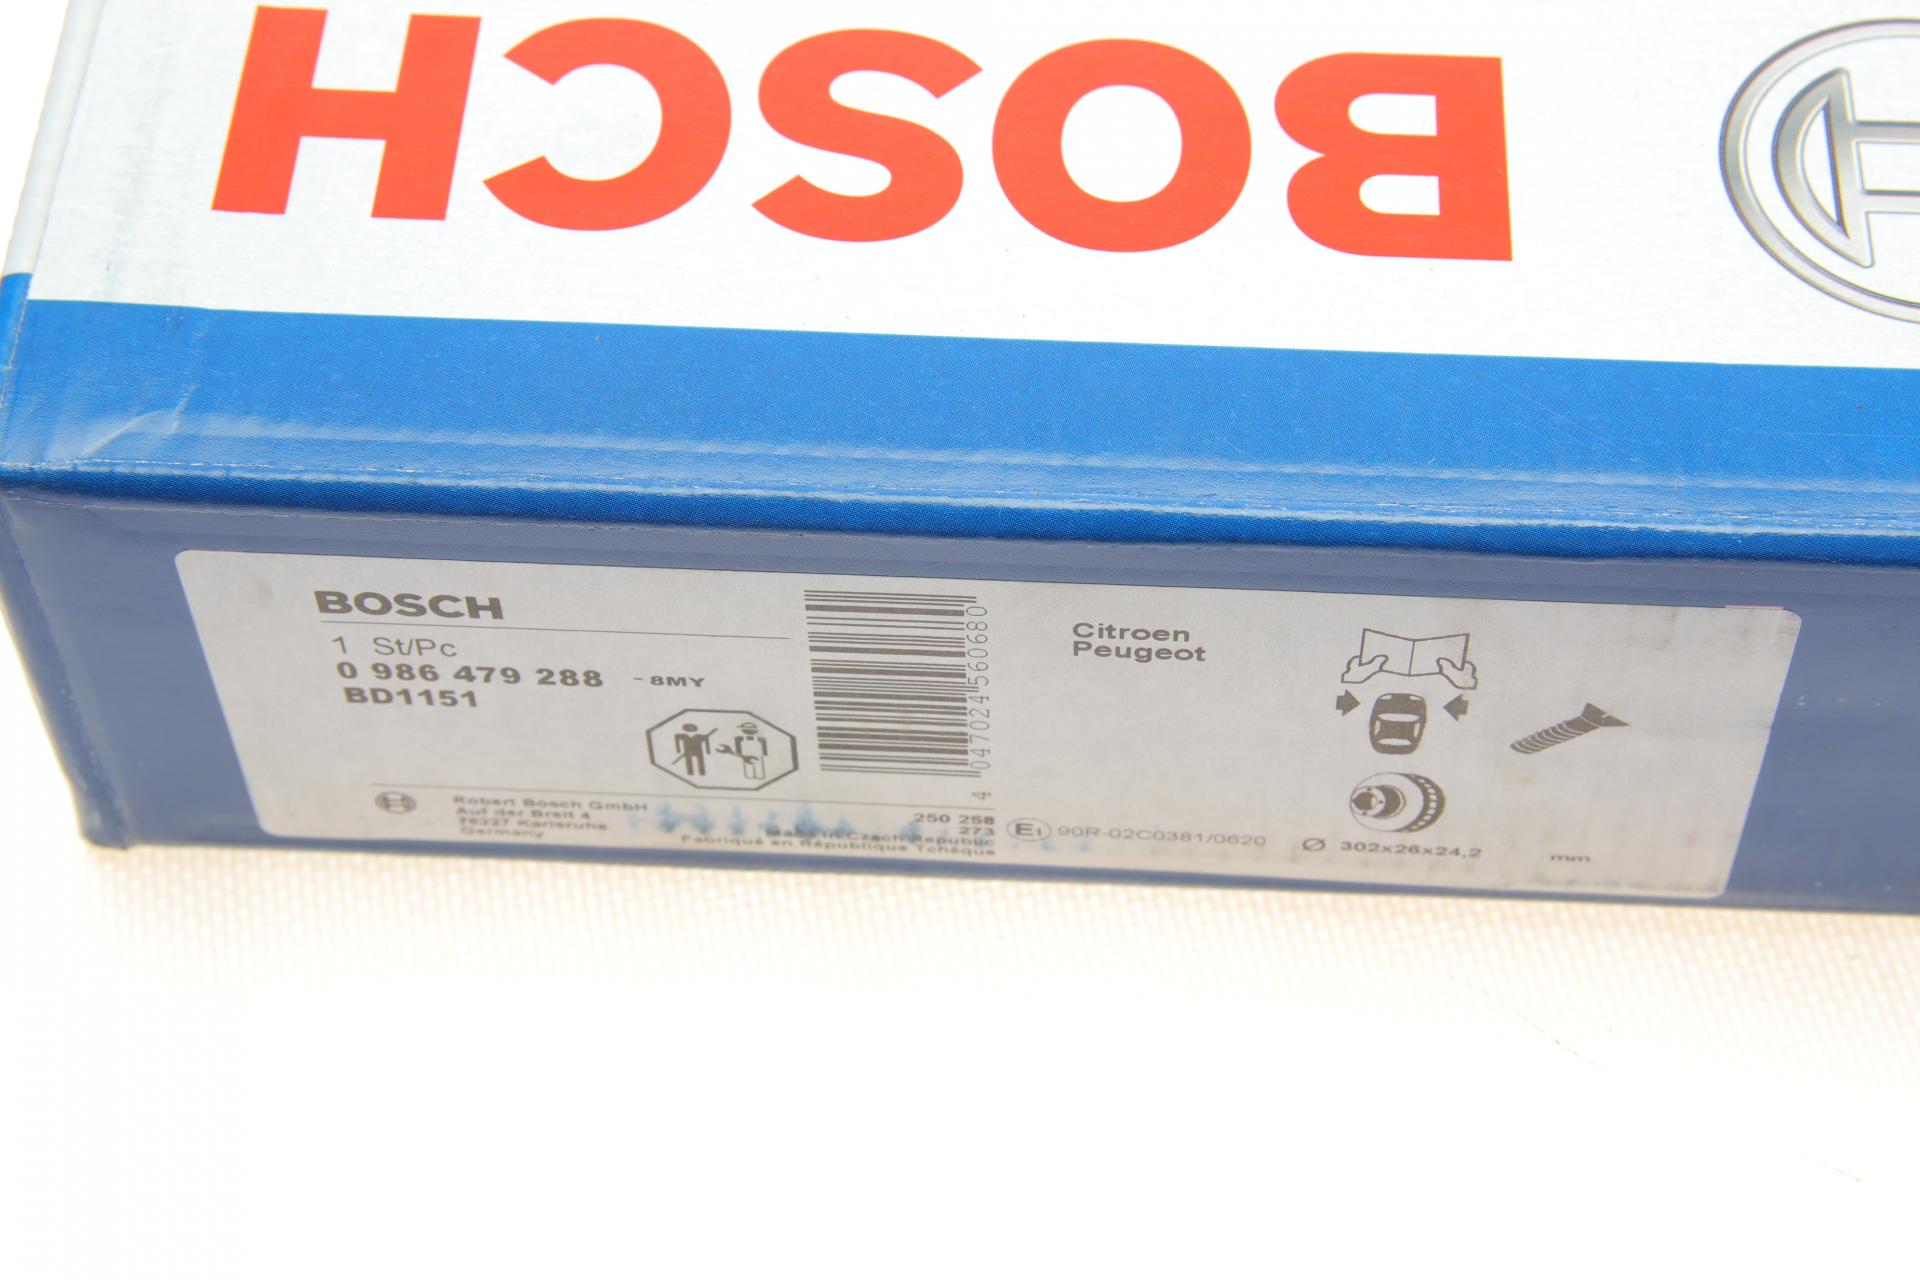 BOSCH
BOSCH
1 St/Pc
0 986 479 288 - 8MY
BD1151
4 047024 560680
Citroen
Peugeot
Robert Bosch GmbH
Auf der Breit 4
76227 Karlsruhe
Germany
250 258
273
Made in Czech Republic
Fabriqué en République Tchéque
E1 90R-02C0381/0620
Ø 302x26x24,2 mm